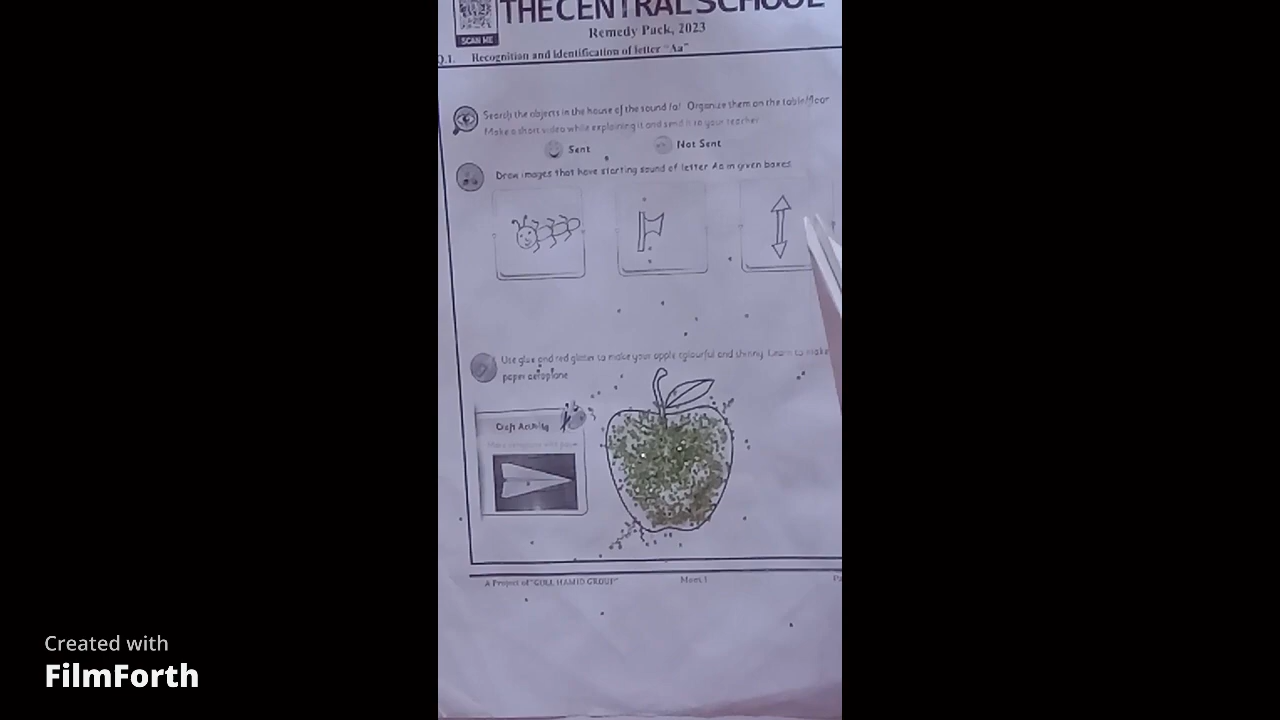 SCAN ME
THE CENTRAL SCHOOL
Remedy Pack, 2023
Q.1. Recognition and identification of letter "Aa"
Search the objects in the house of the sound /a/. Organize them on the table/floor
Make a short video while explaining it and send it to your teacher
Sent Not Sent
Draw images that have starting sound of letter Aa in given boxes.
Use glue and red glitter to make your apple colourful and shinny. Learn to make
paper aeroplane
Craft Activity
A Project of "GULL HAMID GROUP"
Created with
FilmForth